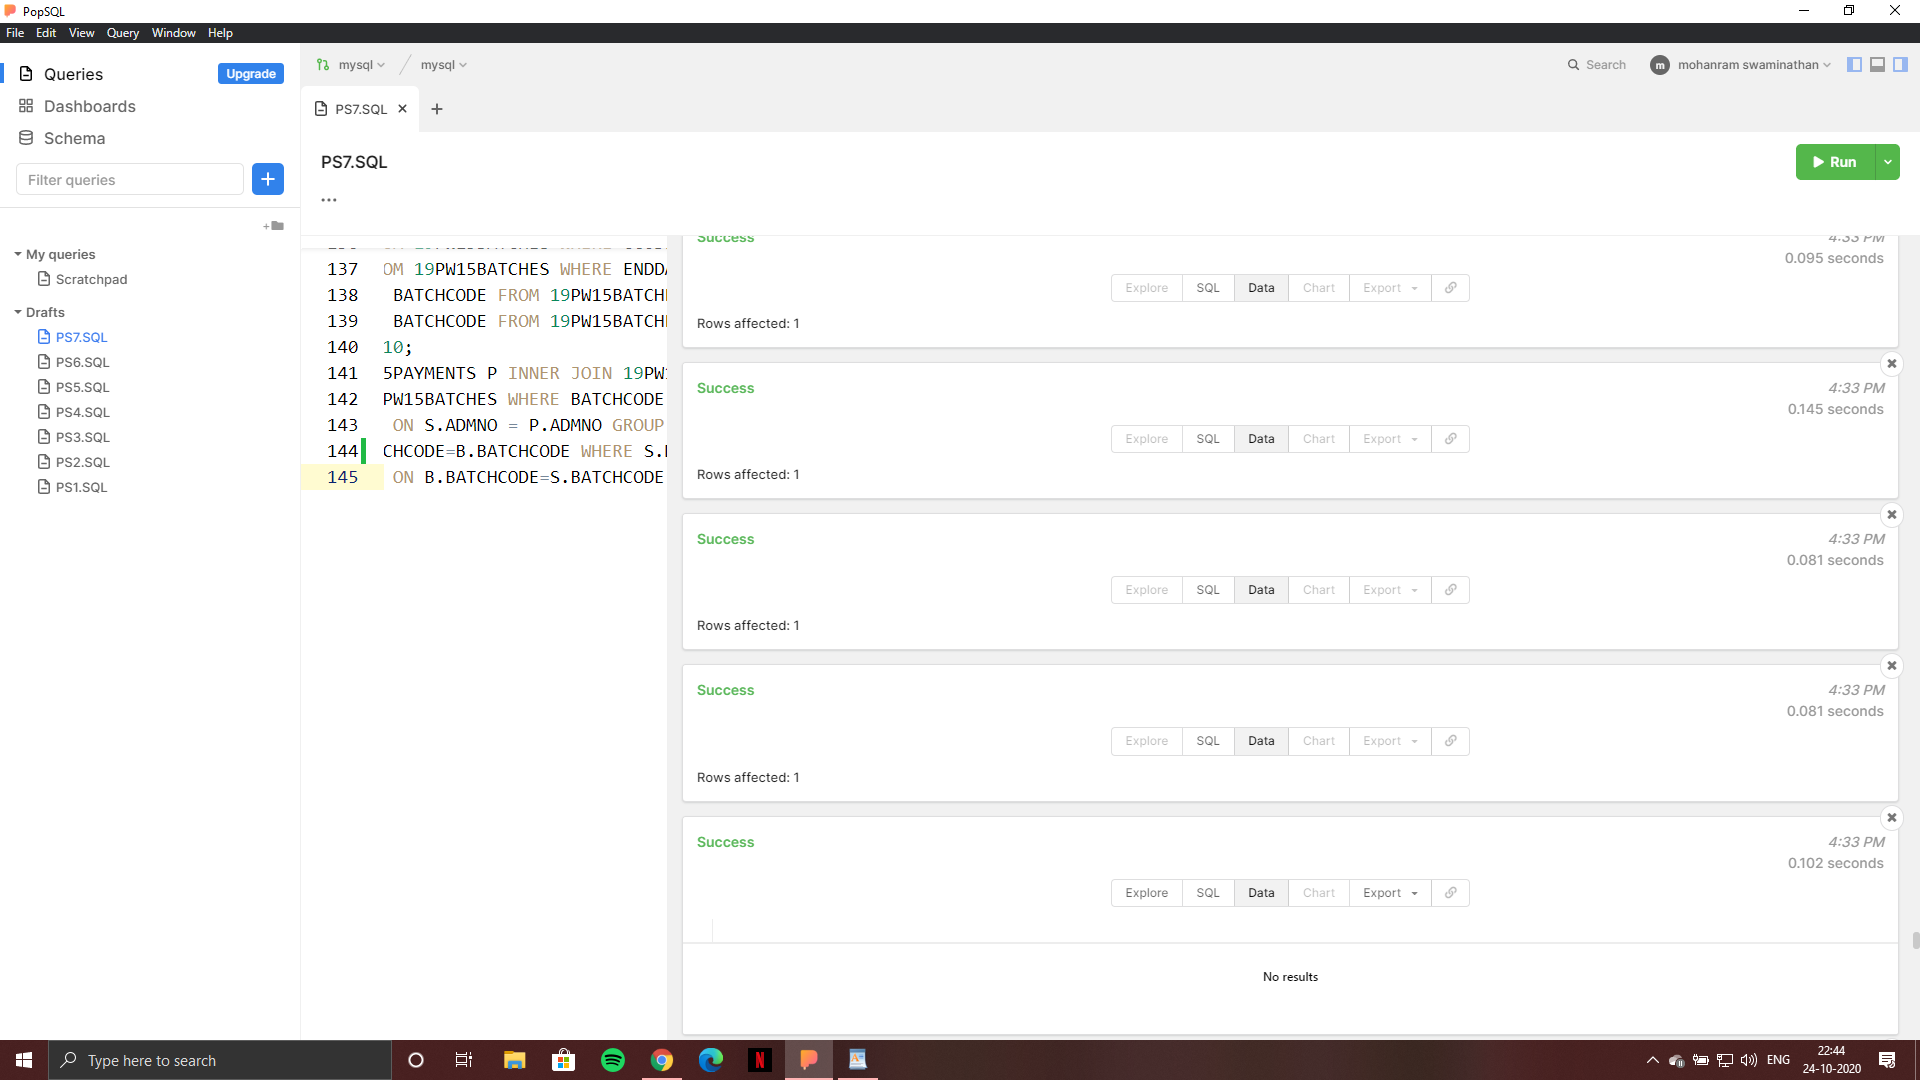 PopSQL
File Edit View Query Window Help
Queries
Upgrade
Dashboards
Schema
Filter queries
My queries
Scratchpad
Drafts
PS7.SQL
PS6.SQL
PS5.SQL
PS4.SQL
PS3.SQL
PS2.SQL
PS1.SQL
mysql mysql
Search
m mohanram swaminathan
PS7.SQL
PS7.SQL
Run
137 OM 19PW15BATCHES WHERE ENDDA
138 BATCHCODE FROM 19PW15BATCH
139 BATCHCODE FROM 19PW15BATCH
140 10;
141 5PAYMENTS P INNER JOIN 19PW
142 PW15BATCHES WHERE BATCHCODE
143 ON S.ADMNO = P.ADMNO GROUP
144 CHCODE=B.BATCHCODE WHERE S.
145 ON B.BATCHCODE=S.BATCHCODE
Success 4:33 PM
0.095 seconds
Explore SQL Data Chart Export
Rows affected: 1
Success 4:33 PM
0.145 seconds
Explore SQL Data Chart Export
Rows affected: 1
Success 4:33 PM
0.081 seconds
Explore SQL Data Chart Export
Rows affected: 1
Success 4:33 PM
0.081 seconds
Explore SQL Data Chart Export
Rows affected: 1
Success 4:33 PM
0.102 seconds
Explore SQL Data Chart Export
No results
Type here to search
ENG
22:44
24-10-2020